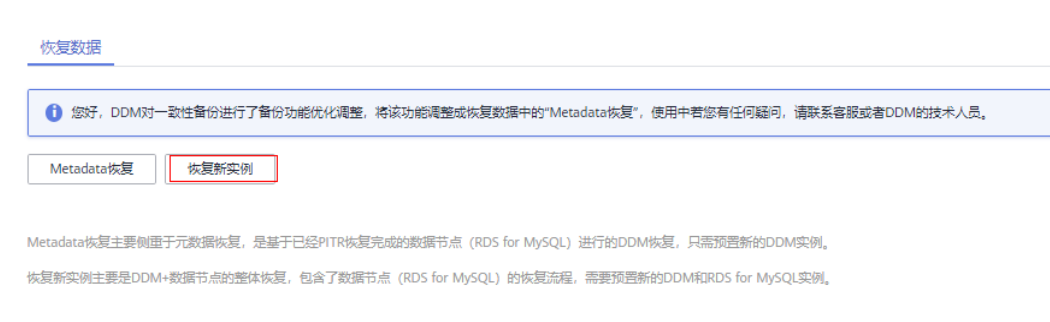 恢复数据
您好，DDM对一致性备份进行了备份功能优化调整，将该功能调整成恢复数据中的“Metadata恢复”，使用中若您有任何疑问，请联系客服或者DDM的技术人员。
Metadata恢复 恢复新实例
Metadata恢复主要侧重于元数据恢复，是基于已经PITR恢复完成的数据节点（RDS for MySQL）进行的DDM恢复，只需预置新的DDM实例。
恢复新实例主要是DDM+数据节点的整体恢复，包含了数据节点（RDS for MySQL）的恢复流程，需要预置新的DDM和RDS for MySQL实例。